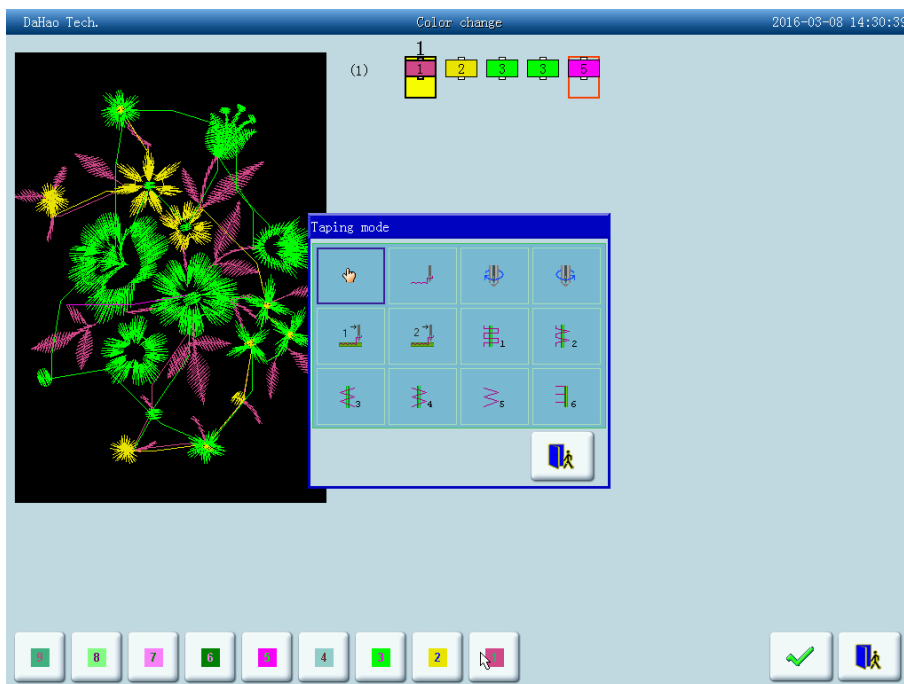 DaHao Tech. Color change 2016-03-08 14:30:39
1
(1) 1 2 3 3 5
Taping mode
1 2 1 2
3 4 5 6
9 8 7 6 5 4 3 2